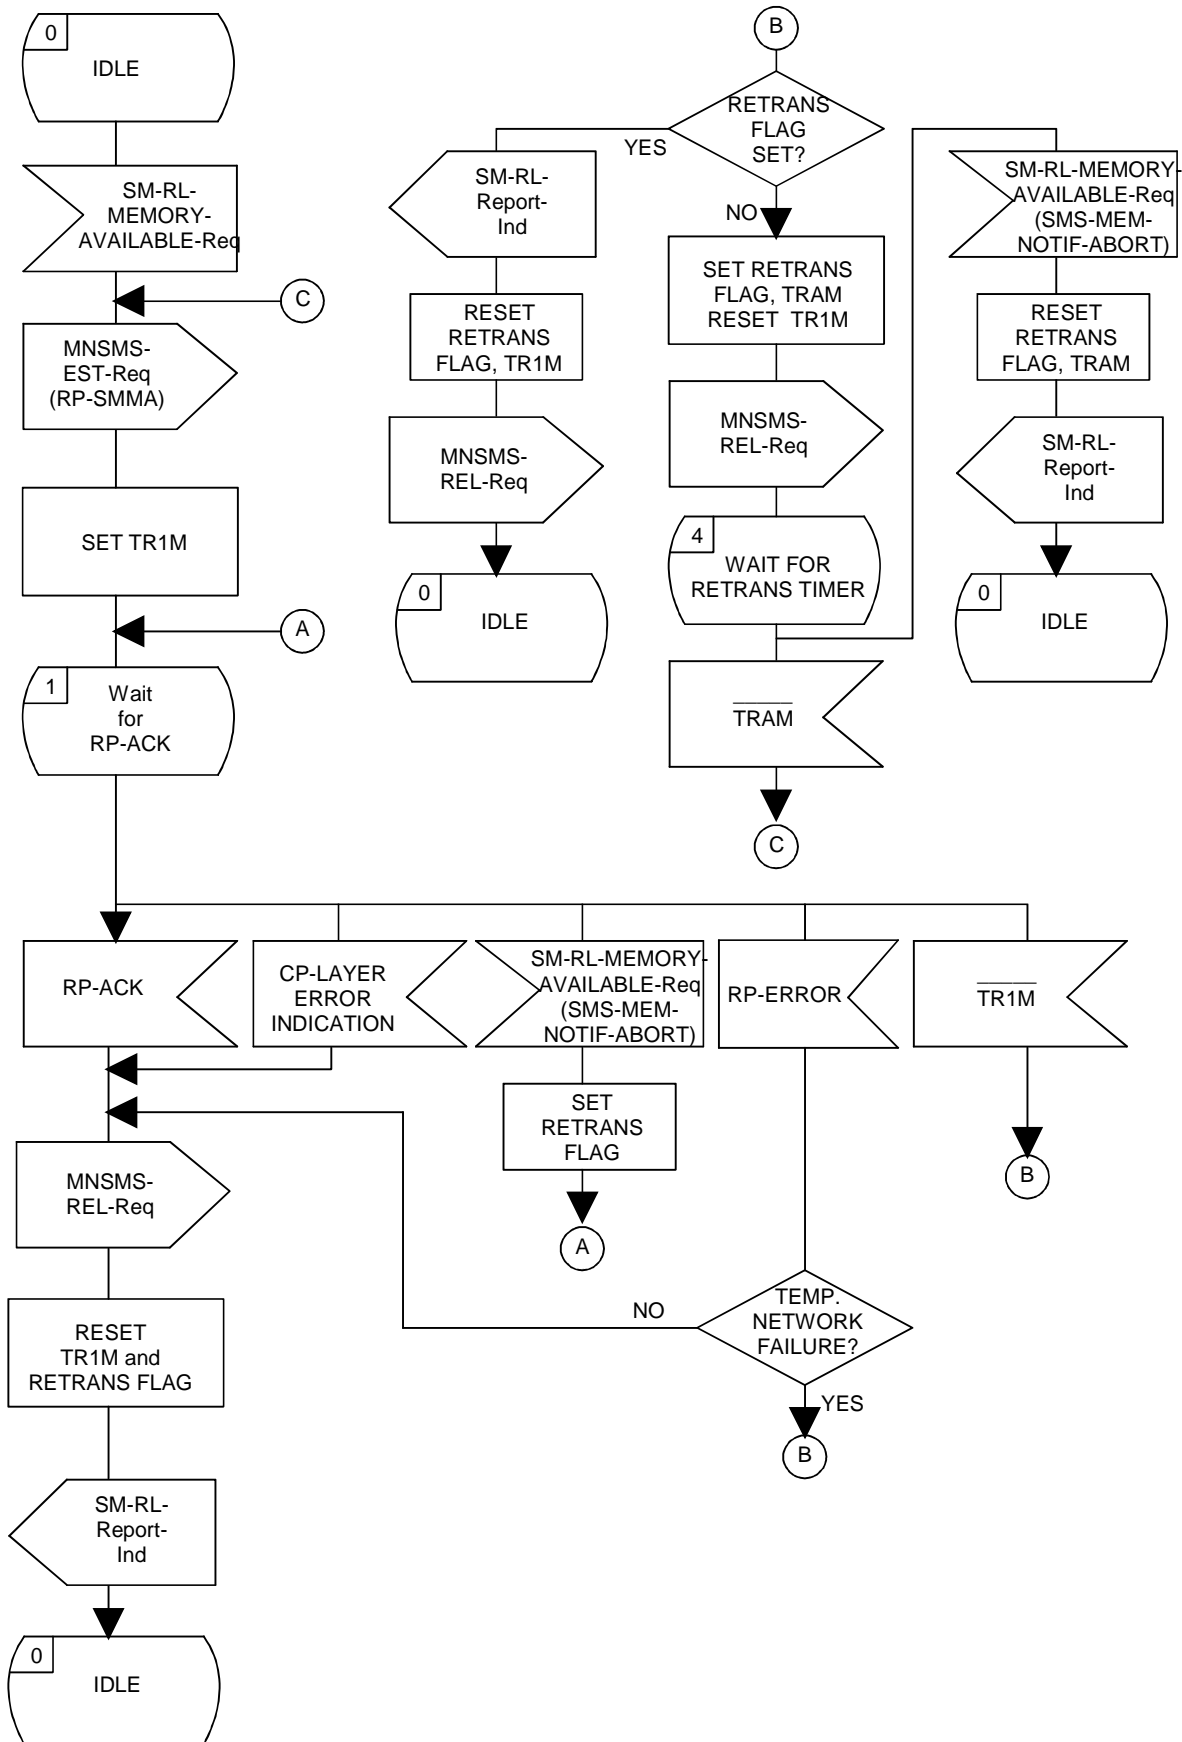 0
IDLE
SM-RL-
MEMORY-
AVAILABLE-Req
C
MNSMS-
EST-Req
(RP-SMMA)
SET TR1M
A
1
Wait
for
RP-ACK
B
RETRANS
FLAG
SET?
YES
NO
SM-RL-
Report-
Ind
RESET
RETRANS
FLAG, TR1M
MNSMS-
REL-Req
0
IDLE
SET RETRANS
FLAG, TRAM
RESET TR1M
MNSMS-
REL-Req
4
WAIT FOR
RETRANS TIMER
TRAM
C
SM-RL-MEMORY-
AVAILABLE-Req
(SMS-MEM-
NOTIF-ABORT)
RESET
RETRANS
FLAG, TRAM
SM-RL-
Report-
Ind
0
IDLE
RP-ACK
CP-LAYER
ERROR
INDICATION
SM-RL-MEMORY-
AVAILABLE-Req
(SMS-MEM-
NOTIF-ABORT)
RP-ERROR
TR1M
SET
RETRANS
FLAG
A
B
MNSMS-
REL-Req
TEMP.
NETWORK
FAILURE?
NO
YES
B
RESET
TR1M and
RETRANS FLAG
SM-RL-
Report-
Ind
0
IDLE